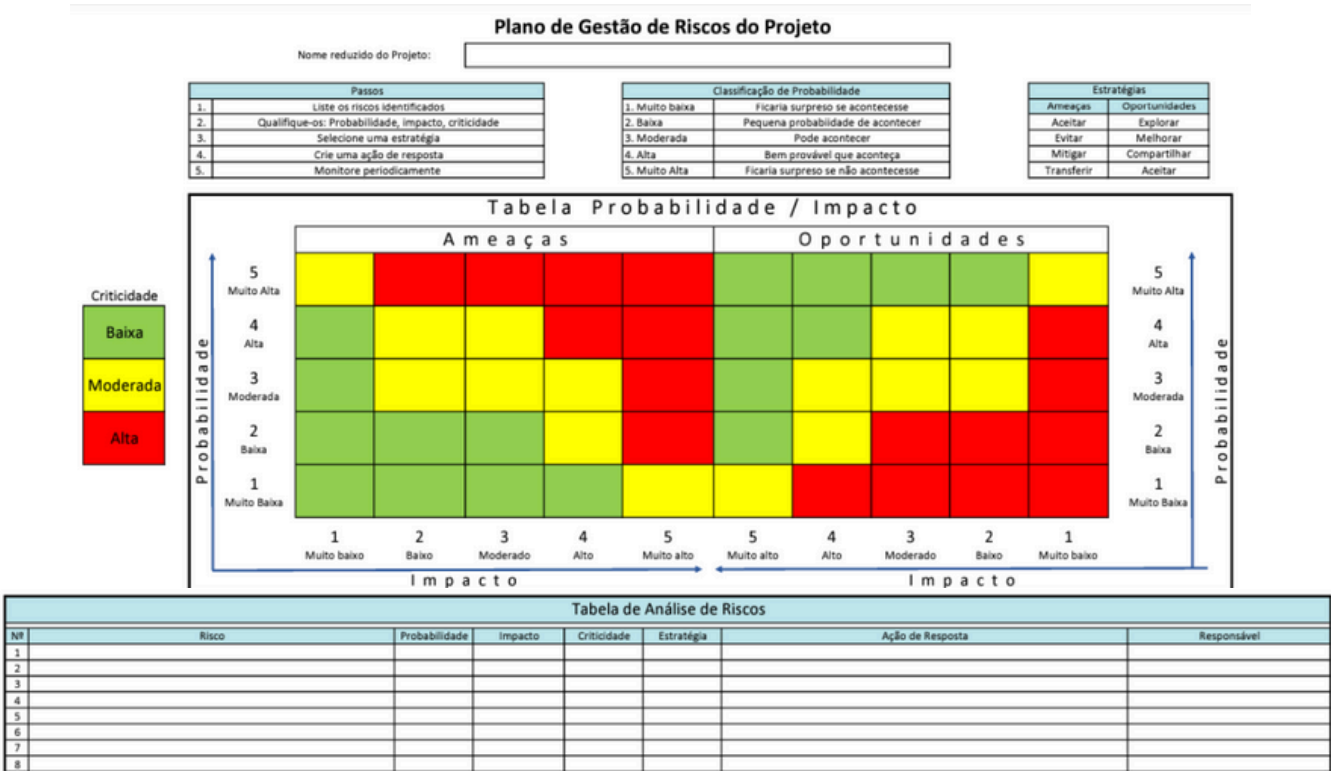 Plano de Gestão de Riscos do Projeto
Nome reduzido do Projeto:
Passos
1. Liste os riscos identificados
2. Qualifique-os: Probabilidade, impacto, criticidade
3. Selecione uma estratégia
4. Crie uma ação de resposta
5. Monitore periodicamente
Classificação de Probabilidade
1. Muito baixa Ficaria surpreso se acontecesse
2. Baixa Pequena probabiidade de acontecer
3. Moderada Pode acontecer
4. Alta Bem provável que aconteça
5. Muito Alta Ficaria surpreso se não acontecesse
Estratégias
Ameaças Oportunidades
Aceitar Explorar
Evitar Melhorar
Mitigar Compartilhar
Transferir Aceitar
Tabela Probabilidade / Impacto
Ameaças Oportunidades
Criticidade
Baixa
Moderada
Alta
Probabilidade
5 5
Muito Alta Muito Alta
4 4
Alta Alta
3 3
Moderada Moderada
2 2
Baixa Baixa
1 1
Muito Baixa Muito Baixa
Probabilidade
1 2 3 4 5 5 4 3 2 1
Muito baixo Baixo Moderado Alto Muito alto Muito alto Alto Moderado Baixo Muito baixo
Impacto Impacto
Tabela de Análise de Riscos
Nº Risco Probabilidade Impacto Criticidade Estratégia Ação de Resposta Responsável
1
2
3
4
5
6
7
8